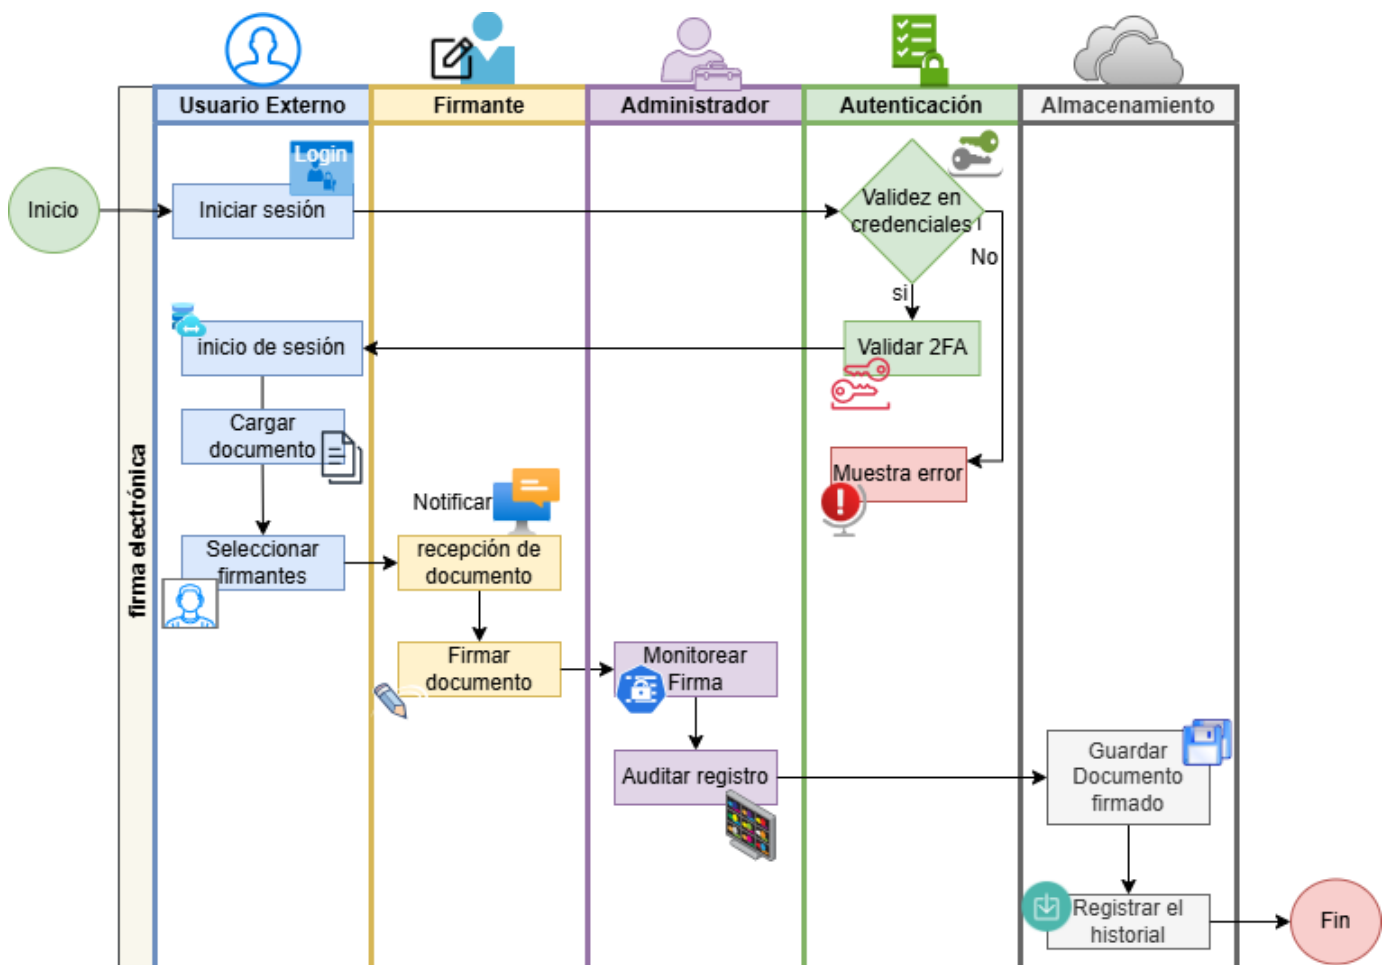 Usuario Externo
Firmante
Administrador
Autenticación
Almacenamiento
firma electrónica
Inicio
Login
Iniciar sesión
Validez en
credenciales
No
si
inicio de sesión
Validar 2FA
Cargar
documento
Muestra error
Notificar
Seleccionar
firmantes
recepción de
documento
Firmar
documento
Monitorear
Firma
Auditar registro
Guardar
Documento
firmado
Registrar el
historial
Fin